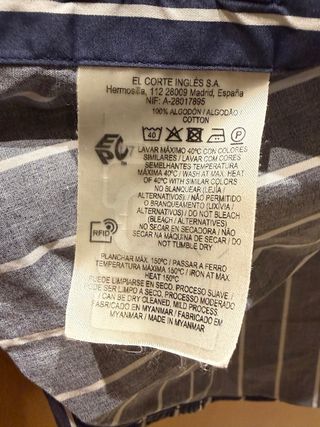 EL CORTE INGLÉS S.A.
Hermosilla, 112 28009 Madrid, España
NIF: A-28017895
100% ALGODÓN / ALGODÃO /
COTTON
40 P
EPC
RFID
LAVAR MÁXIMO 40ºC CON COLORES
SIMILARES / LAVAR COM CORES
SEMELHANTES TEMPERATURA
MÁXIMA 40ºC / WASH AT MAX. HEAT
OF 40ºC WITH SIMILAR COLORS
NO BLANQUEAR (LEJÍA /
ALTERNATIVOS) / NÃO PERMITIDO
O BRANQUEAMENTO (LIXÍVIA /
ALTERNATIVOS) / DO NOT BLEACH
(BLEACH / ALTERNATIVES)
NO SECAR EN SECADORA / NÃO
SECAR NA MÁQUINA DE SECAR / DO
NOT TUMBLE DRY
PLANCHAR MÁX. 150ºC / PASSAR A FERRO
TEMPERATURA MÁXIMA 150ºC / IRON AT MAX.
HEAT 150ºC
PUEDE LIMPIARSE EN SECO, PROCESO SUAVE /
PODE SER LIMPO A SECO, PROCESSO MODERADO
/ CAN BE DRY CLEANED, MILD PROCESS
FABRICADO EN MYANMAR / FABRICADO EM
MYANMAR / MADE IN MYANMAR